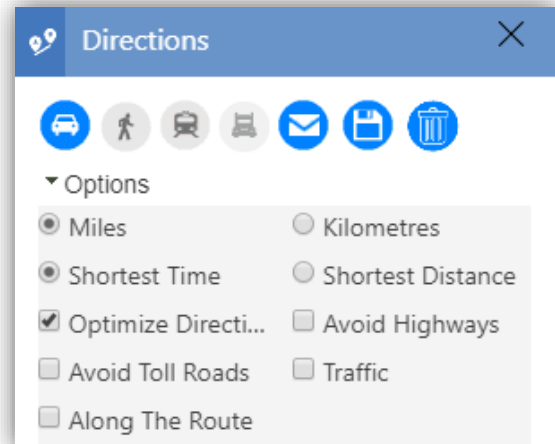 Directions
Options
Miles Kilometres
Shortest Time Shortest Distance
Optimize Directi... Avoid Highways
Avoid Toll Roads Traffic
Along The Route